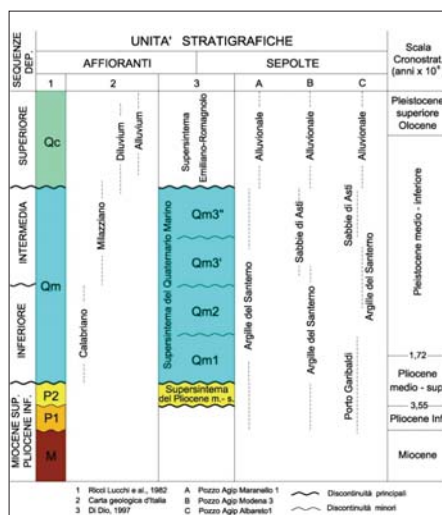 UNITA' STRATIGRAFICHE
SEQUENZE
DEP.
AFFIORANTI
SEPOLTE
Scala
Cronostrat.
1
2
3
A
B
C
SUPERIORE
INTERMEDIA
INFERIORE
MIOCENE SUP.
PLIOCENE INF.
Qc
Qm
P2
P1
M
Diluvium
Alluvium
Milazziano
Calabriano
Supersintema
Emiliano-Romagnolo
Supersintema del Quaternario Marino
Qm3"
Qm3'
Qm2
Qm1
Supersintema
del Pliocene m.- s.
Alluvionale
Argille del Santerno
Alluvionale
Sabbie di Asti
Argille del Santerno
Alluvionale
Sabbie di Asti
Argille del Santerno
Porto Garibaldi
Pleistocene
superiore
Olocene
Pleistocene medio - inferiore
1,72
Pliocene
medio - sup
3,55
Pliocene Inf
Miocene
1 Ricci Lucchi e al., 1982
2 Carta geologica d'Italia
3 Di Dio, 1997
A Pozzo Agip Maranello 1
B Pozzo Agip Modena 3
C Pozzo Agip Albareto1
Discontinuità principali
Discontinuità minori